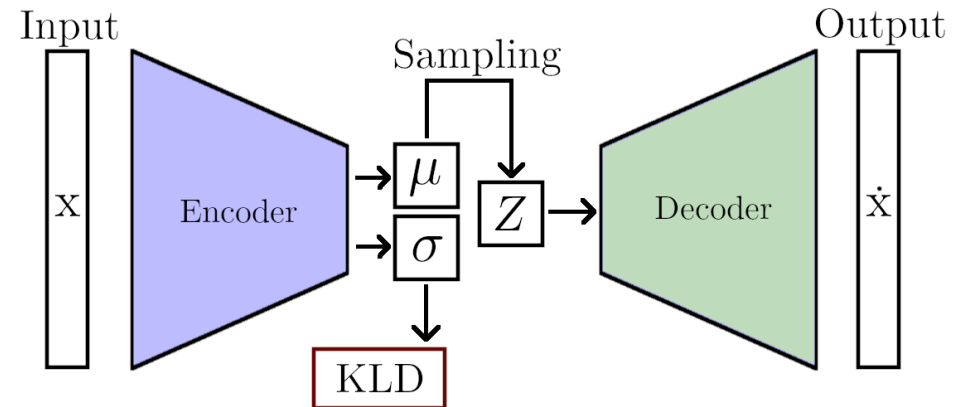 Input
Output
Sampling
x
Encoder
μ
σ
Z
Decoder
ẋ
KLD